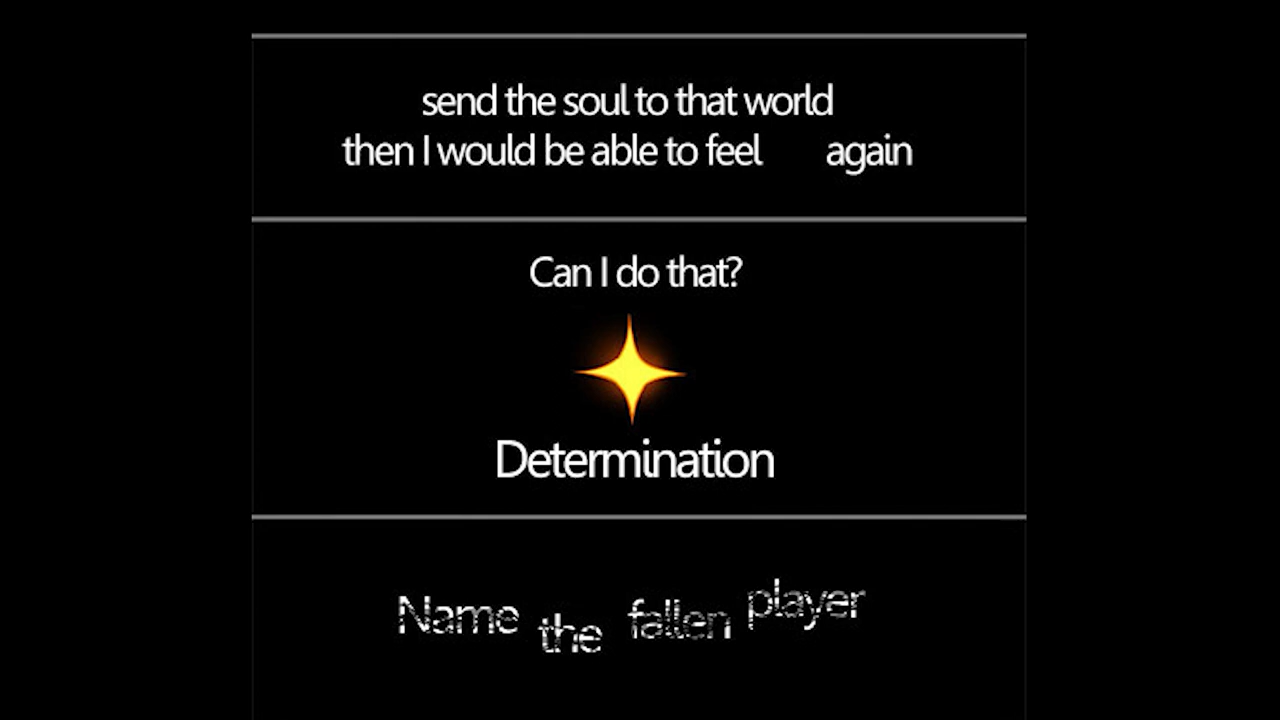 send the soul to that world
then I would be able to feel again
Can I do that?
Determination
Name the fallen player